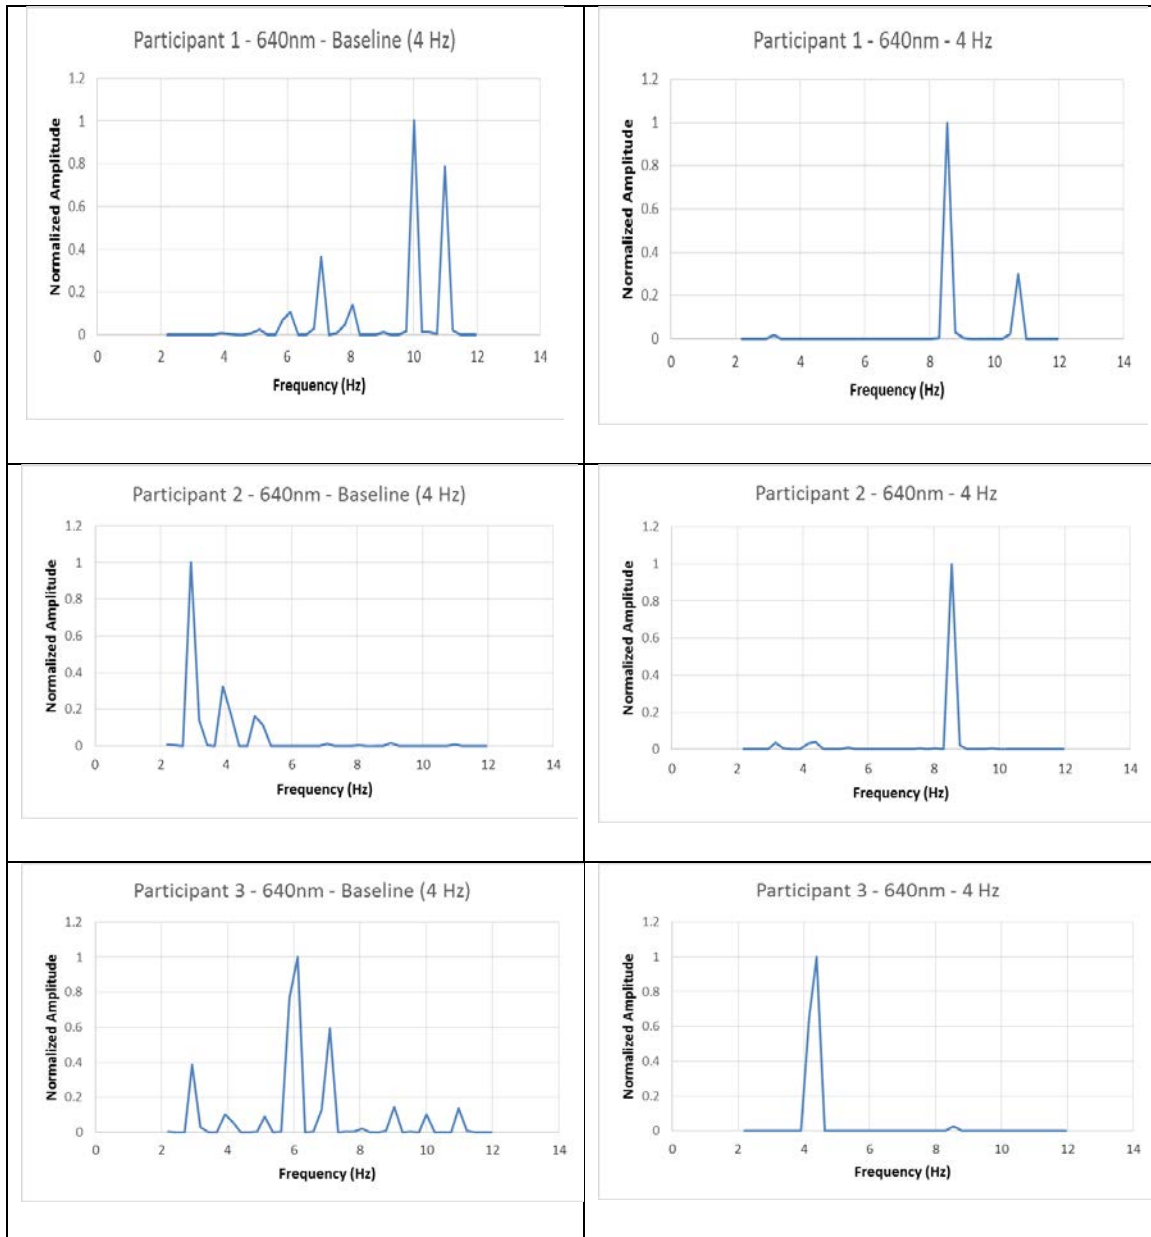 Participant 1 - 640nm - Baseline (4 Hz)
Normalized Amplitude
1.2
1
0.8
0.6
0.4
0.2
0
0 2 4 6 8 10 12 14
Frequency (Hz)
Participant 1 - 640nm - 4 Hz
Normalized Amplitude
1.2
1
0.8
0.6
0.4
0.2
0
0 2 4 6 8 10 12 14
Frequency (Hz)
Participant 2 - 640nm - Baseline (4 Hz)
Normalized Amplitude
1.2
1
0.8
0.6
0.4
0.2
0
0 2 4 6 8 10 12 14
Frequency (Hz)
Participant 2 - 640nm - 4 Hz
Normalized Amplitude
1.2
1
0.8
0.6
0.4
0.2
0
0 2 4 6 8 10 12 14
Frequency (Hz)
Participant 3 - 640nm - Baseline (4 Hz)
Normalized Amplitude
1.2
1
0.8
0.6
0.4
0.2
0
0 2 4 6 8 10 12 14
Frequency (Hz)
Participant 3 - 640nm - 4 Hz
Normalized Amplitude
1.2
1
0.8
0.6
0.4
0.2
0
0 2 4 6 8 10 12 14
Frequency (Hz)